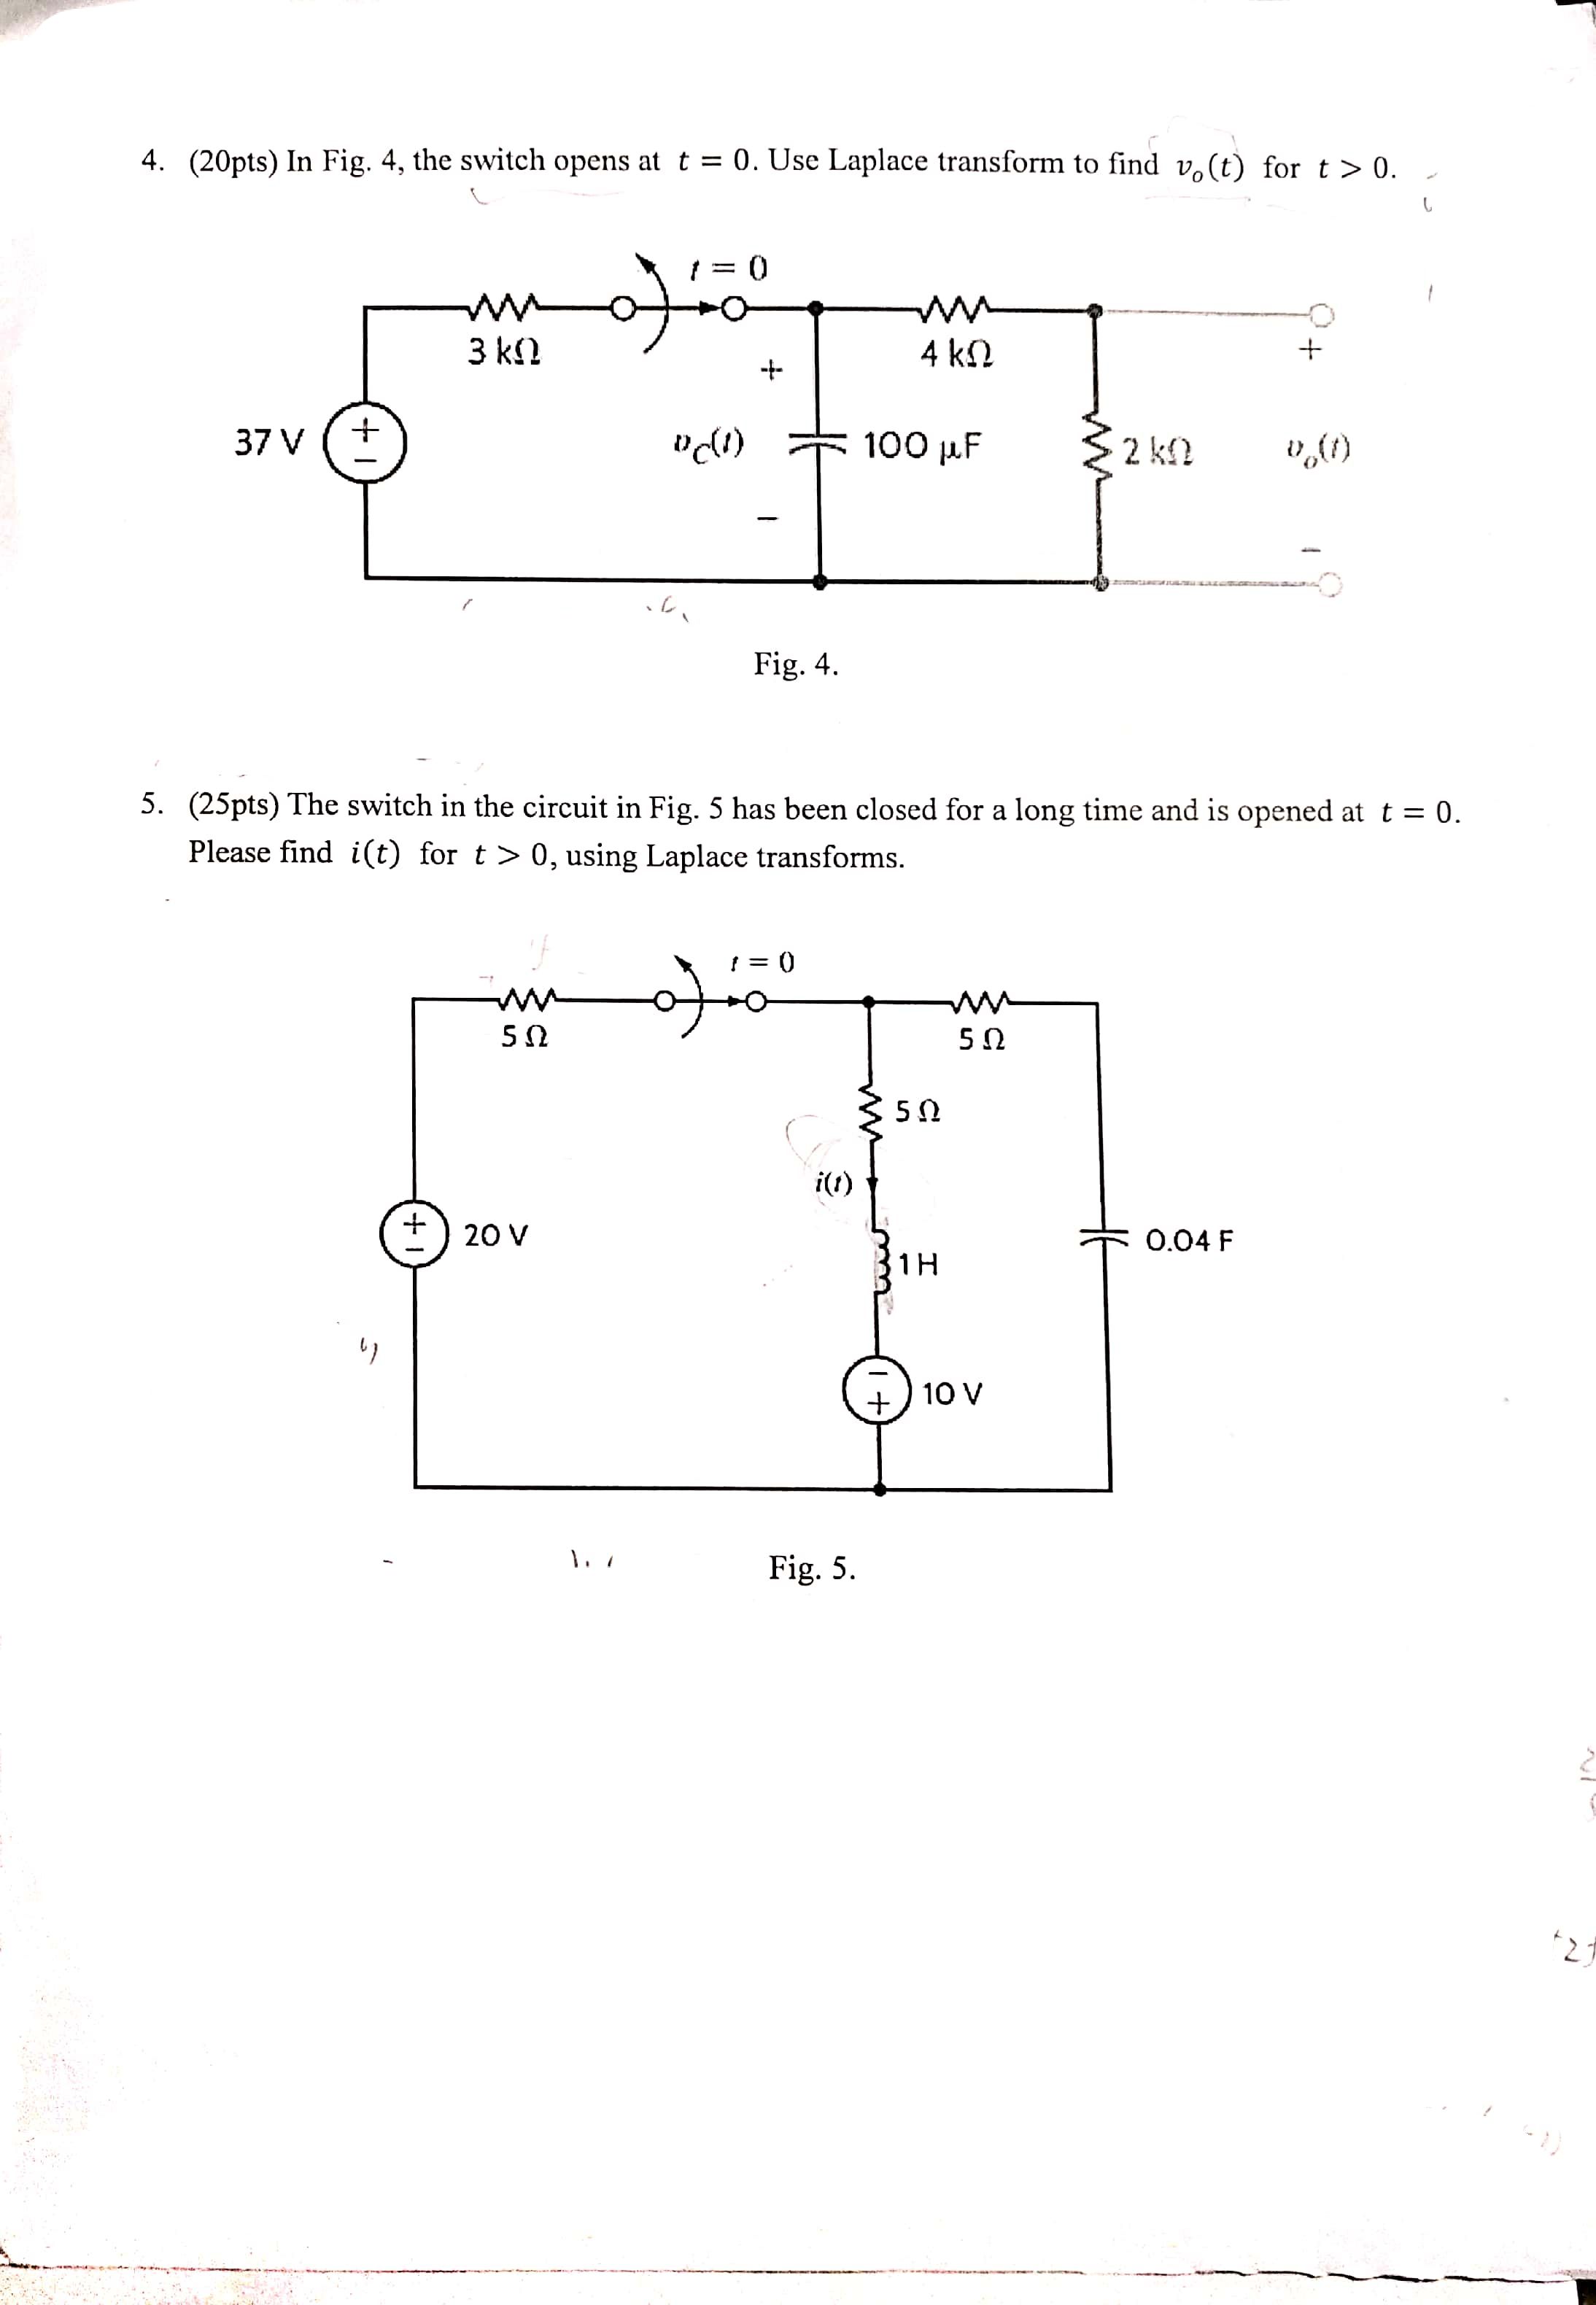 4. (20pts) In Fig. 4, the switch opens at t = 0. Use Laplace transform to find vₒ(t) for t > 0.
t = 0
3 kΩ
4 kΩ
+
+
37 V
+
−
v_C(t)
100 μF
2 kΩ
vₒ(t)
−
−
Fig. 4.
5. (25pts) The switch in the circuit in Fig. 5 has been closed for a long time and is opened at t = 0.
Please find i(t) for t > 0, using Laplace transforms.
t = 0
5 Ω
5 Ω
5 Ω
i(t)
+
−
20 V
1 H
0.04 F
−
+
10 V
Fig. 5.